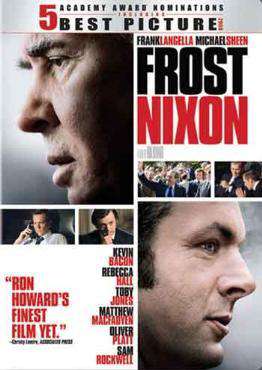 5 ACADEMY AWARD NOMINATIONS
INCLUDING
BEST PICTURE
FRANK LANGELLA MICHAEL SHEEN
FROST
NIXON
KEVIN
BACON
REBECCA
HALL
TOBY
JONES
MATTHEW
MACFADYEN
OLIVER
PLATT
SAM
ROCKWELL
"RON
HOWARD'S
FINEST
FILM YET."